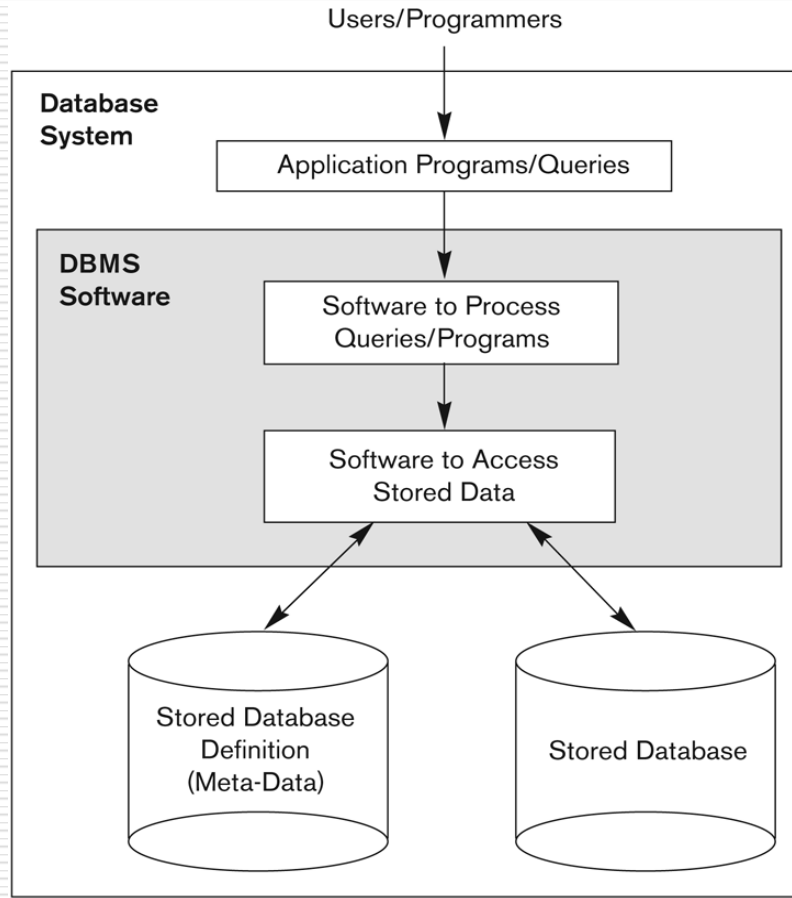 Users/Programmers
Database
System
Application Programs/Queries
DBMS
Software
Software to Process
Queries/Programs
Software to Access
Stored Data
Stored Database
Definition
(Meta-Data)
Stored Database